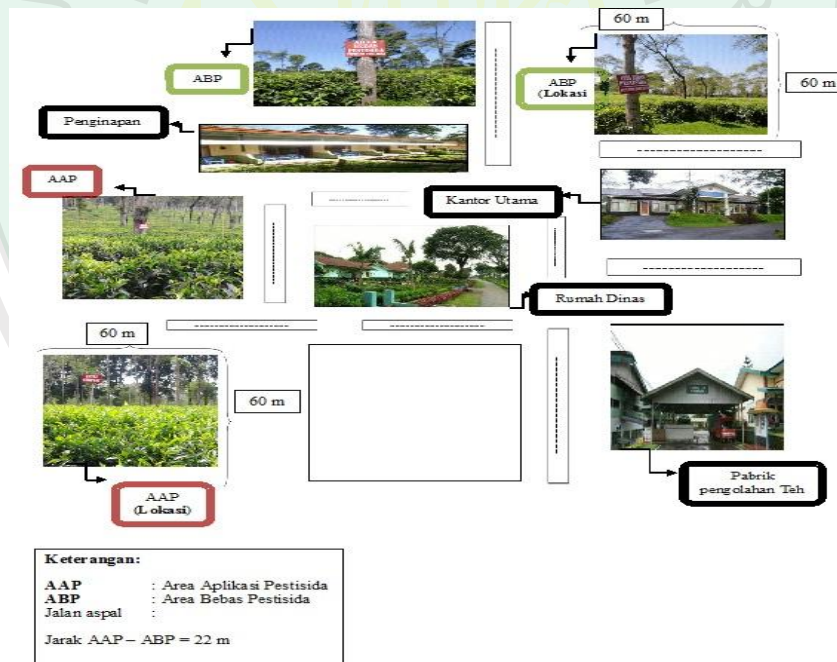 60 m
ABP
ABP
(Lokasi
60 m
Penginapan
AAP
Kantor Utama
Rumah Dinas
60 m
60 m
AAP
(Lokasi)
Pabrik
pengolahan Teh
Keterangan:
AAP : Area Aplikasi Pestisida
ABP : Area Bebas Pestisida
Jalan aspal :
Jarak AAP – ABP = 22 m